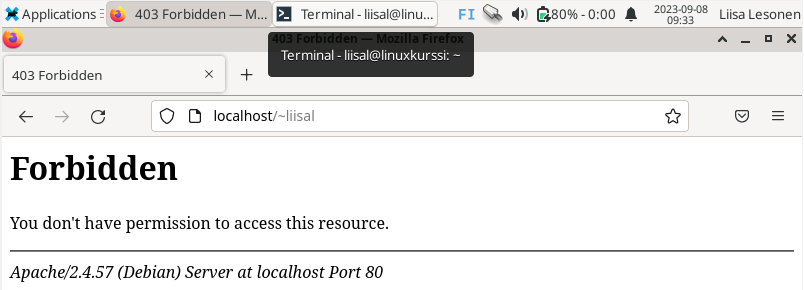 Applications 403 Forbidden — M... Terminal - liisal@linu... FI 80% - 0:00 2023-09-08 09:33 Liisa Lesonen
403 Forbidden — Mozilla Firefox
Terminal - liisal@linuxkurssi: ~
403 Forbidden
localhost/~liisal
Forbidden
You don't have permission to access this resource.
Apache/2.4.57 (Debian) Server at localhost Port 80